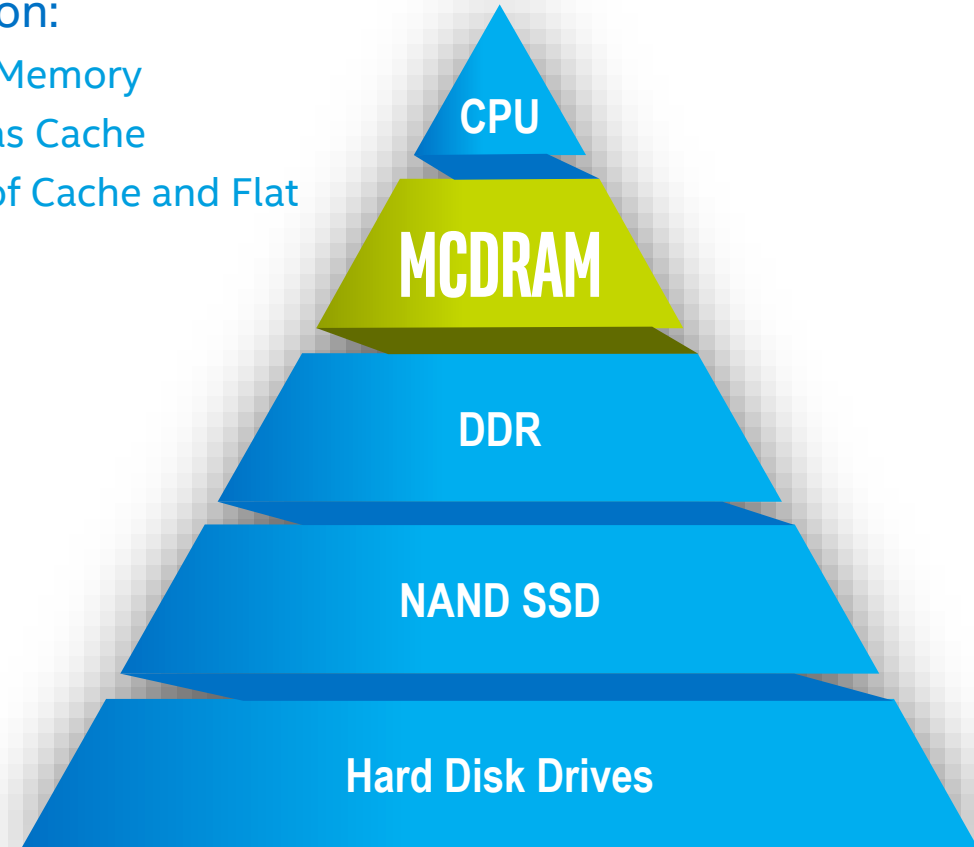 on:
Memory
as Cache
of Cache and Flat
CPU
MCDRAM
DDR
NAND SSD
Hard Disk Drives